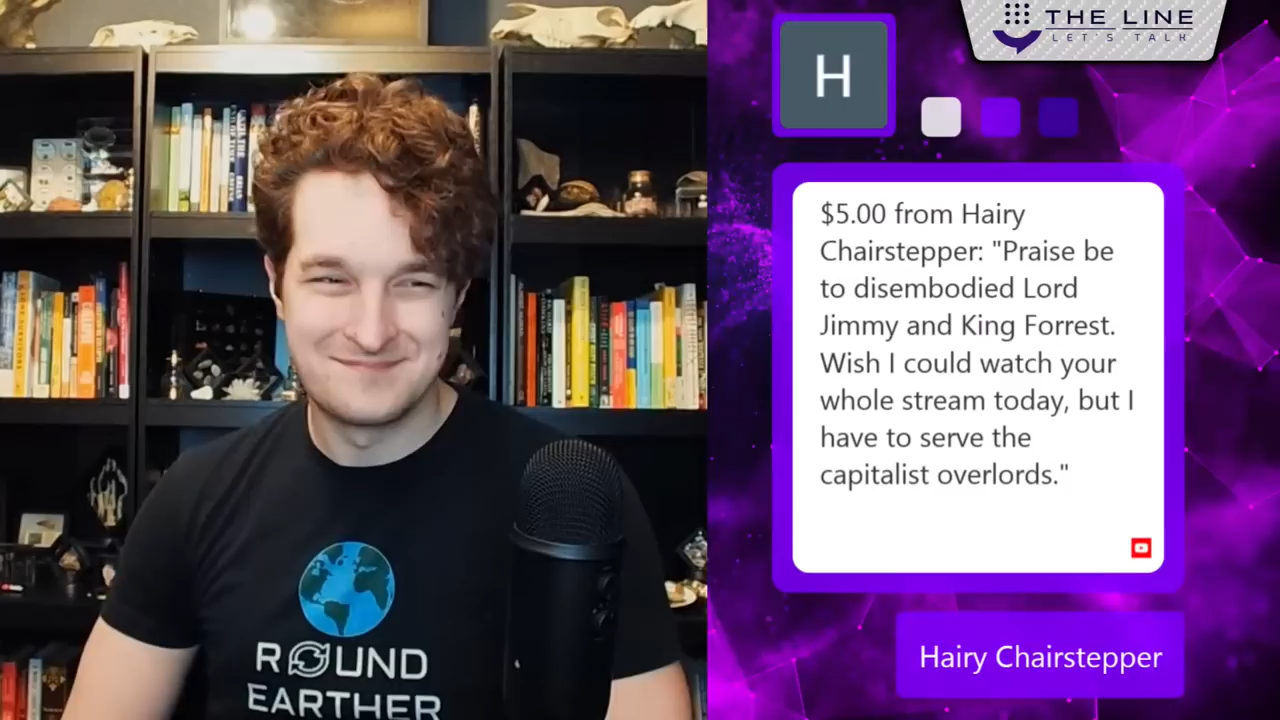 THE LINE
LET'S TALK
H
$5.00 from Hairy
Chairstepper: "Praise be
to disembodied Lord
Jimmy and King Forrest.
Wish I could watch your
whole stream today, but I
have to serve the
capitalist overlords."
Hairy Chairstepper
ROUND
EARTHER